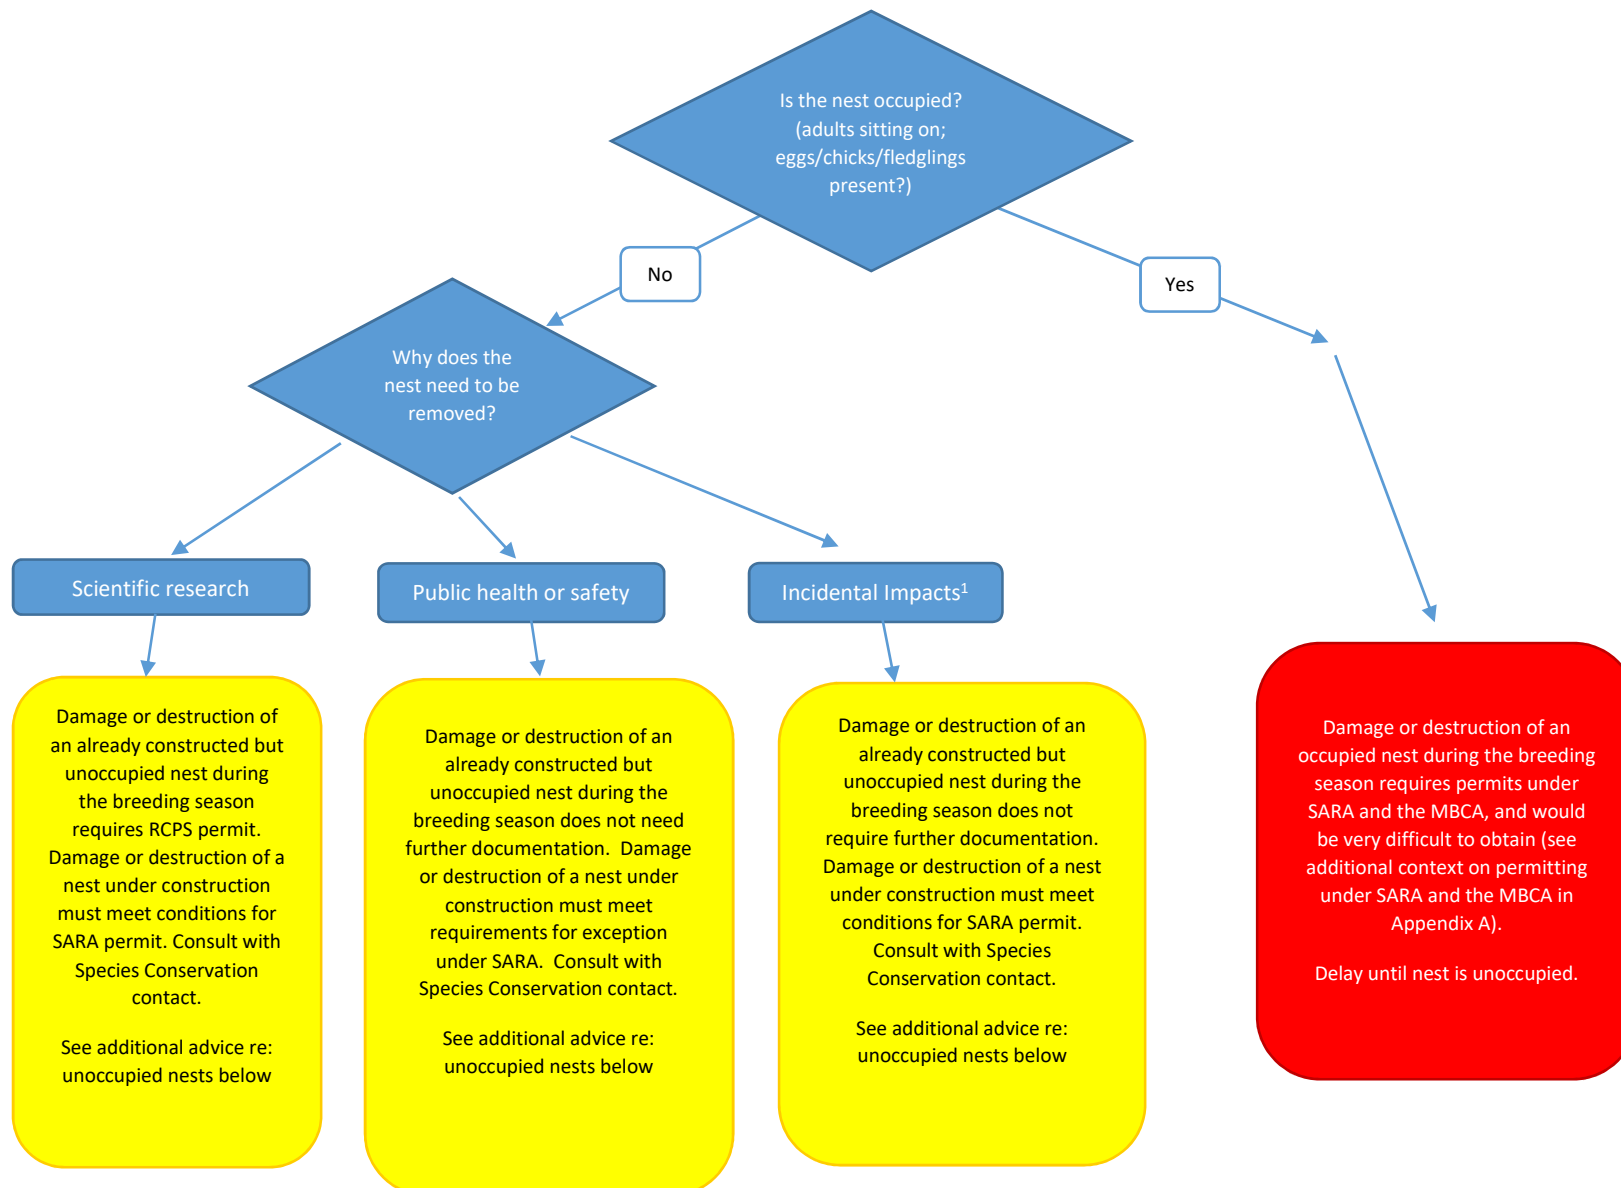 Is the nest occupied?
(adults sitting on;
eggs/chicks/fledglings
present?)
No
Yes
Why does the
nest need to be
removed?
Scientific research
Public health or safety
Incidental Impacts¹
Damage or destruction of
an already constructed but
unoccupied nest during
the breeding season
requires RCPS permit.
Damage or destruction of a
nest under construction
must meet conditions for
SARA permit. Consult with
Species Conservation
contact.
See additional advice re:
unoccupied nests below
Damage or destruction of an
already constructed but
unoccupied nest during the
breeding season does not need
further documentation.  Damage
or destruction of a nest under
construction must meet
requirements for exception
under SARA.  Consult with
Species Conservation contact.
See additional advice re:
unoccupied nests below
Damage or destruction of an
already constructed but
unoccupied nest during the
breeding season does not
require further documentation.
Damage or destruction of a nest
under construction must meet
conditions for SARA permit.
Consult with Species
Conservation contact.
See additional advice re:
unoccupied nests below
Damage or destruction of an
occupied nest during the breeding
season requires permits under
SARA and the MBCA, and would
be very difficult to obtain (see
additional context on permitting
under SARA and the MBCA in
Appendix A).
Delay until nest is unoccupied.